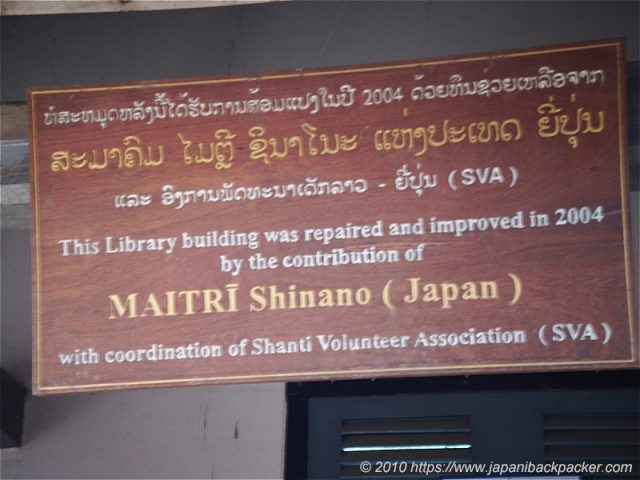 ຫໍສະຫມຸດຫລັງນີ້ໄດ້ຮັບການສ້ອມແປງໃນປີ 2004 ດ້ວຍທຶນຊ່ວຍເຫລືອຈາກ
ສະມາຄົມ ໄມຕຼີ ຊິນາໂນະ ແຫ່ງປະເທດ ຍີ່ປຸ່ນ
ແລະ ອົງການພັດທະນາເດັກລາວ - ຍີ່ປຸ່ນ (SVA)
This Library building was repaired and improved in 2004
by the contribution of
MAITRĪ Shinano ( Japan )
with coordination of Shanti Volunteer Association (SVA)
© 2010 https://www.japanibackpacker.com